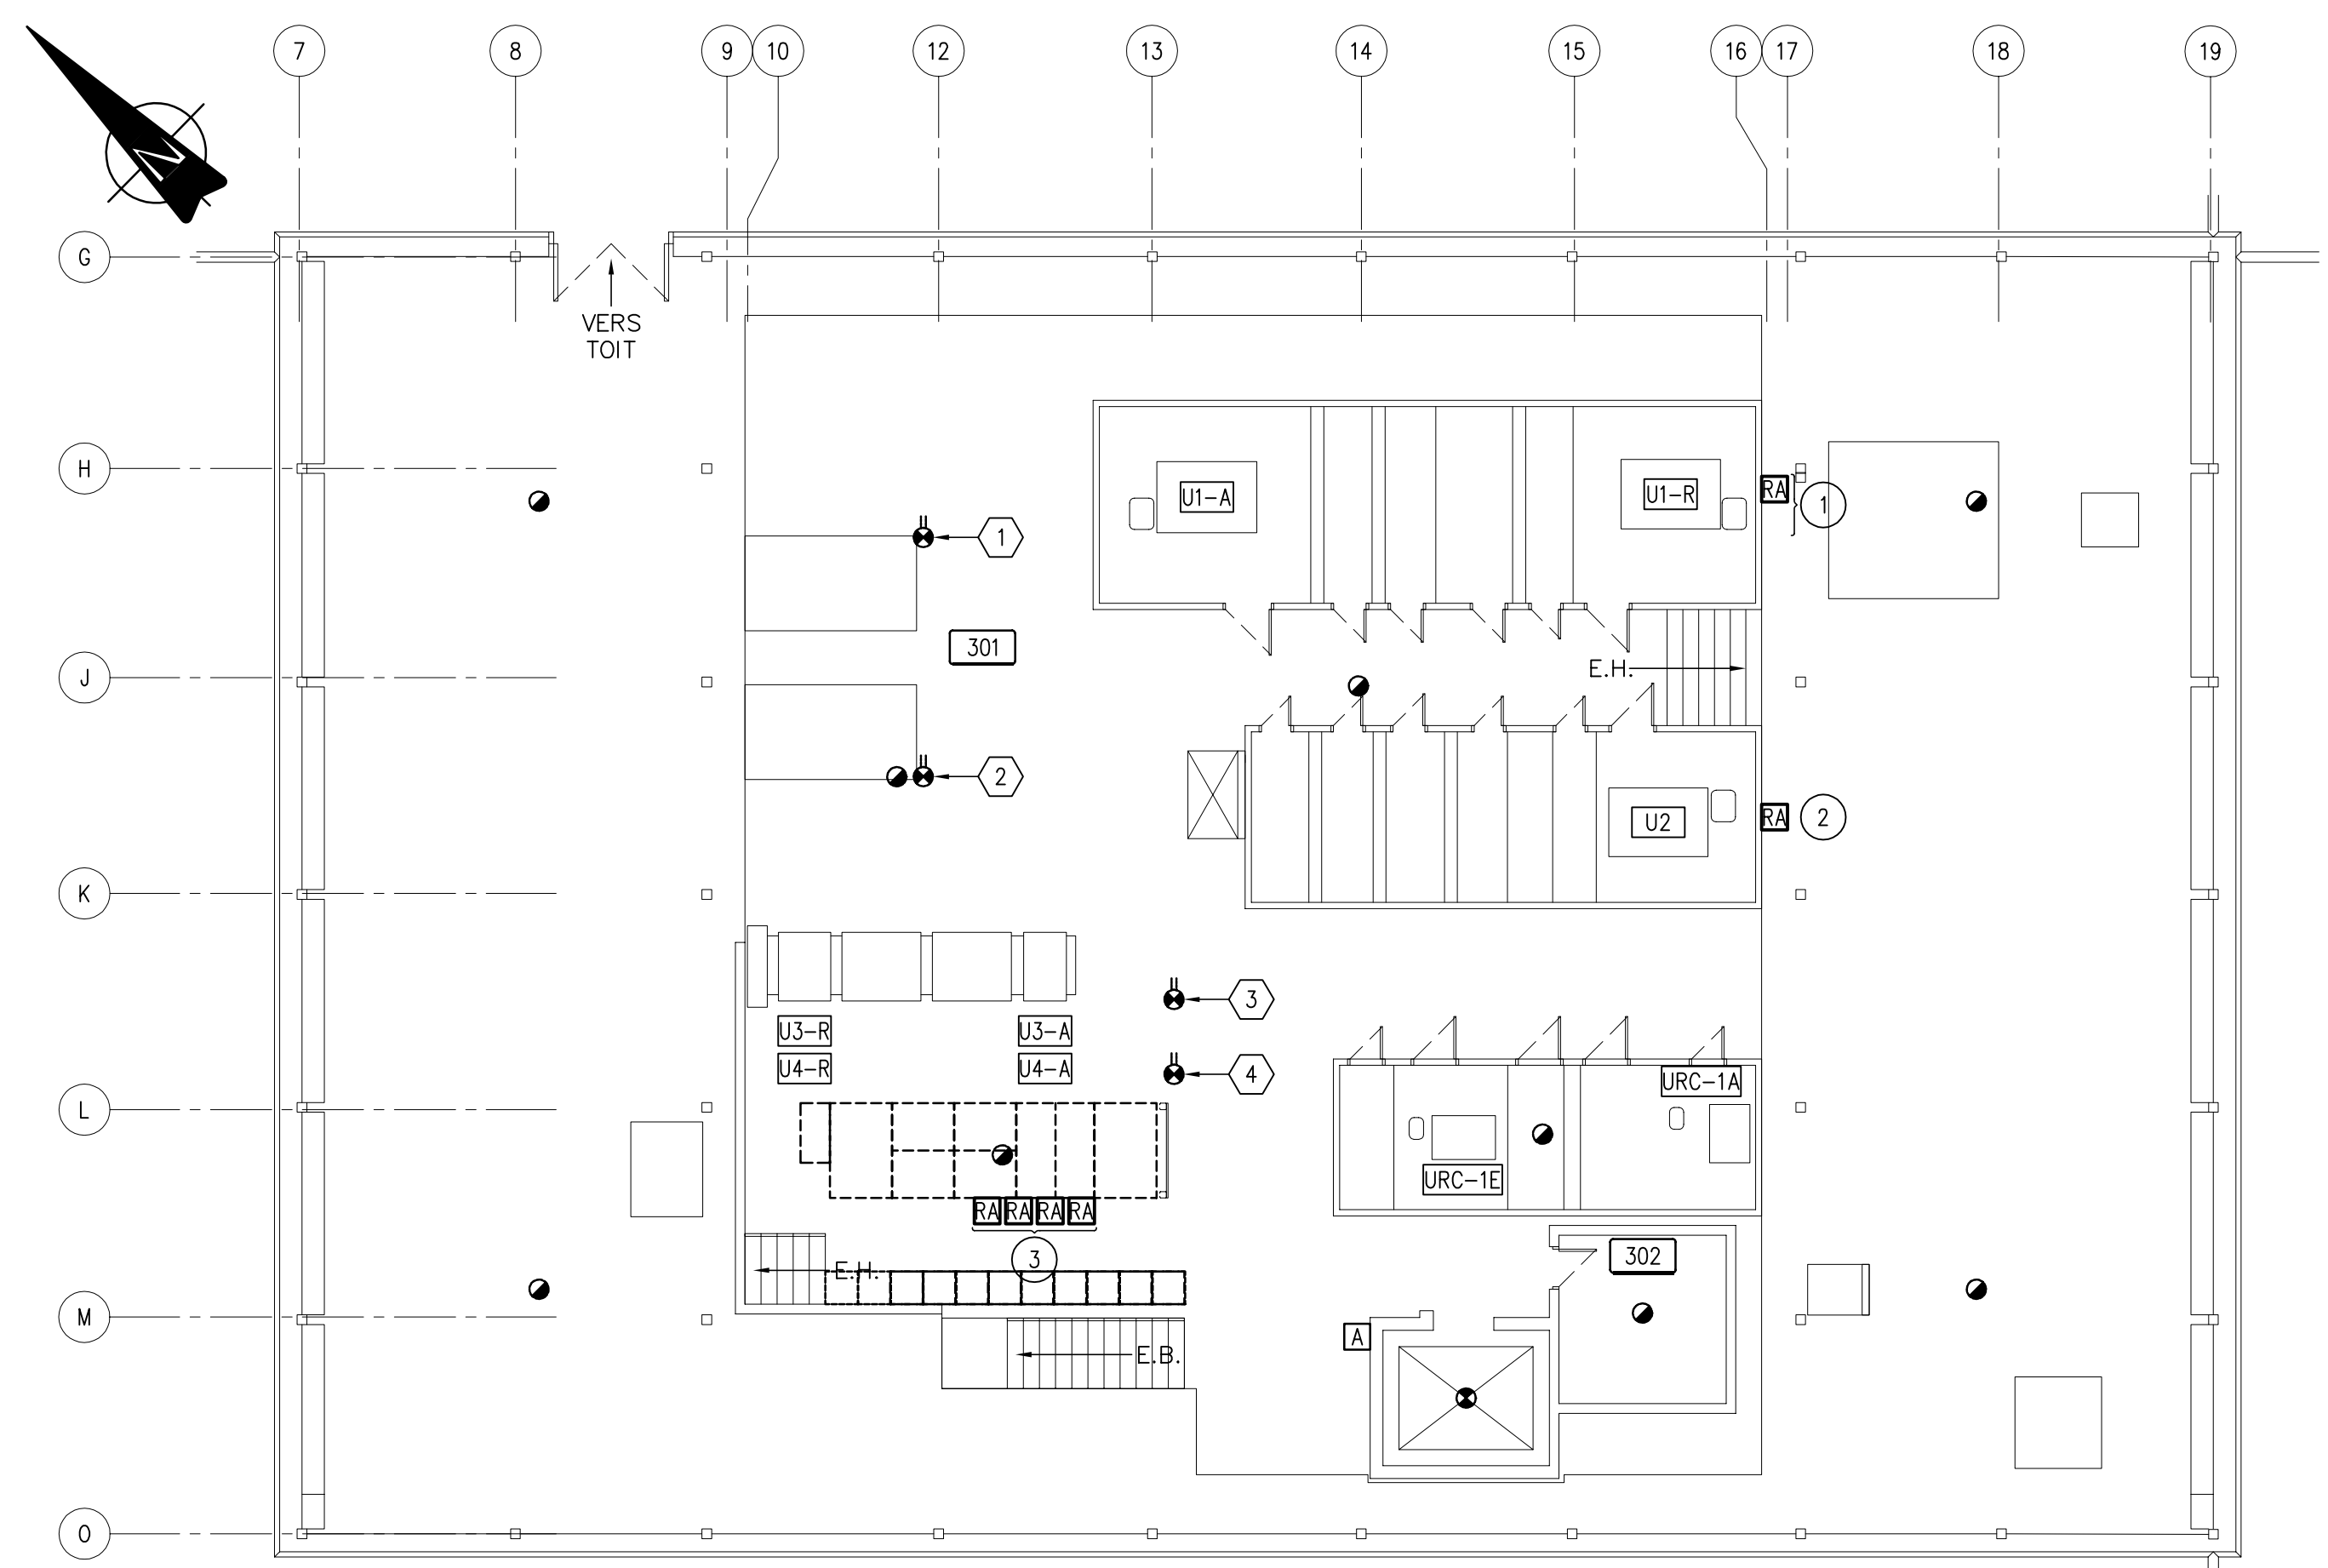 7 8 9 10 12 13 14 15 16 17 18 19
N
G
VERS
TOIT
H
U1-A
U1-R
RA
1
1
301
J
E.H.
2
U2
RA
2
K
3
U3-R
U3-A
U4-R
U4-A
4
URC-1A
L
URC-1E
RA RA RA RA
3
302
E.H.
M
A
E.B.
O